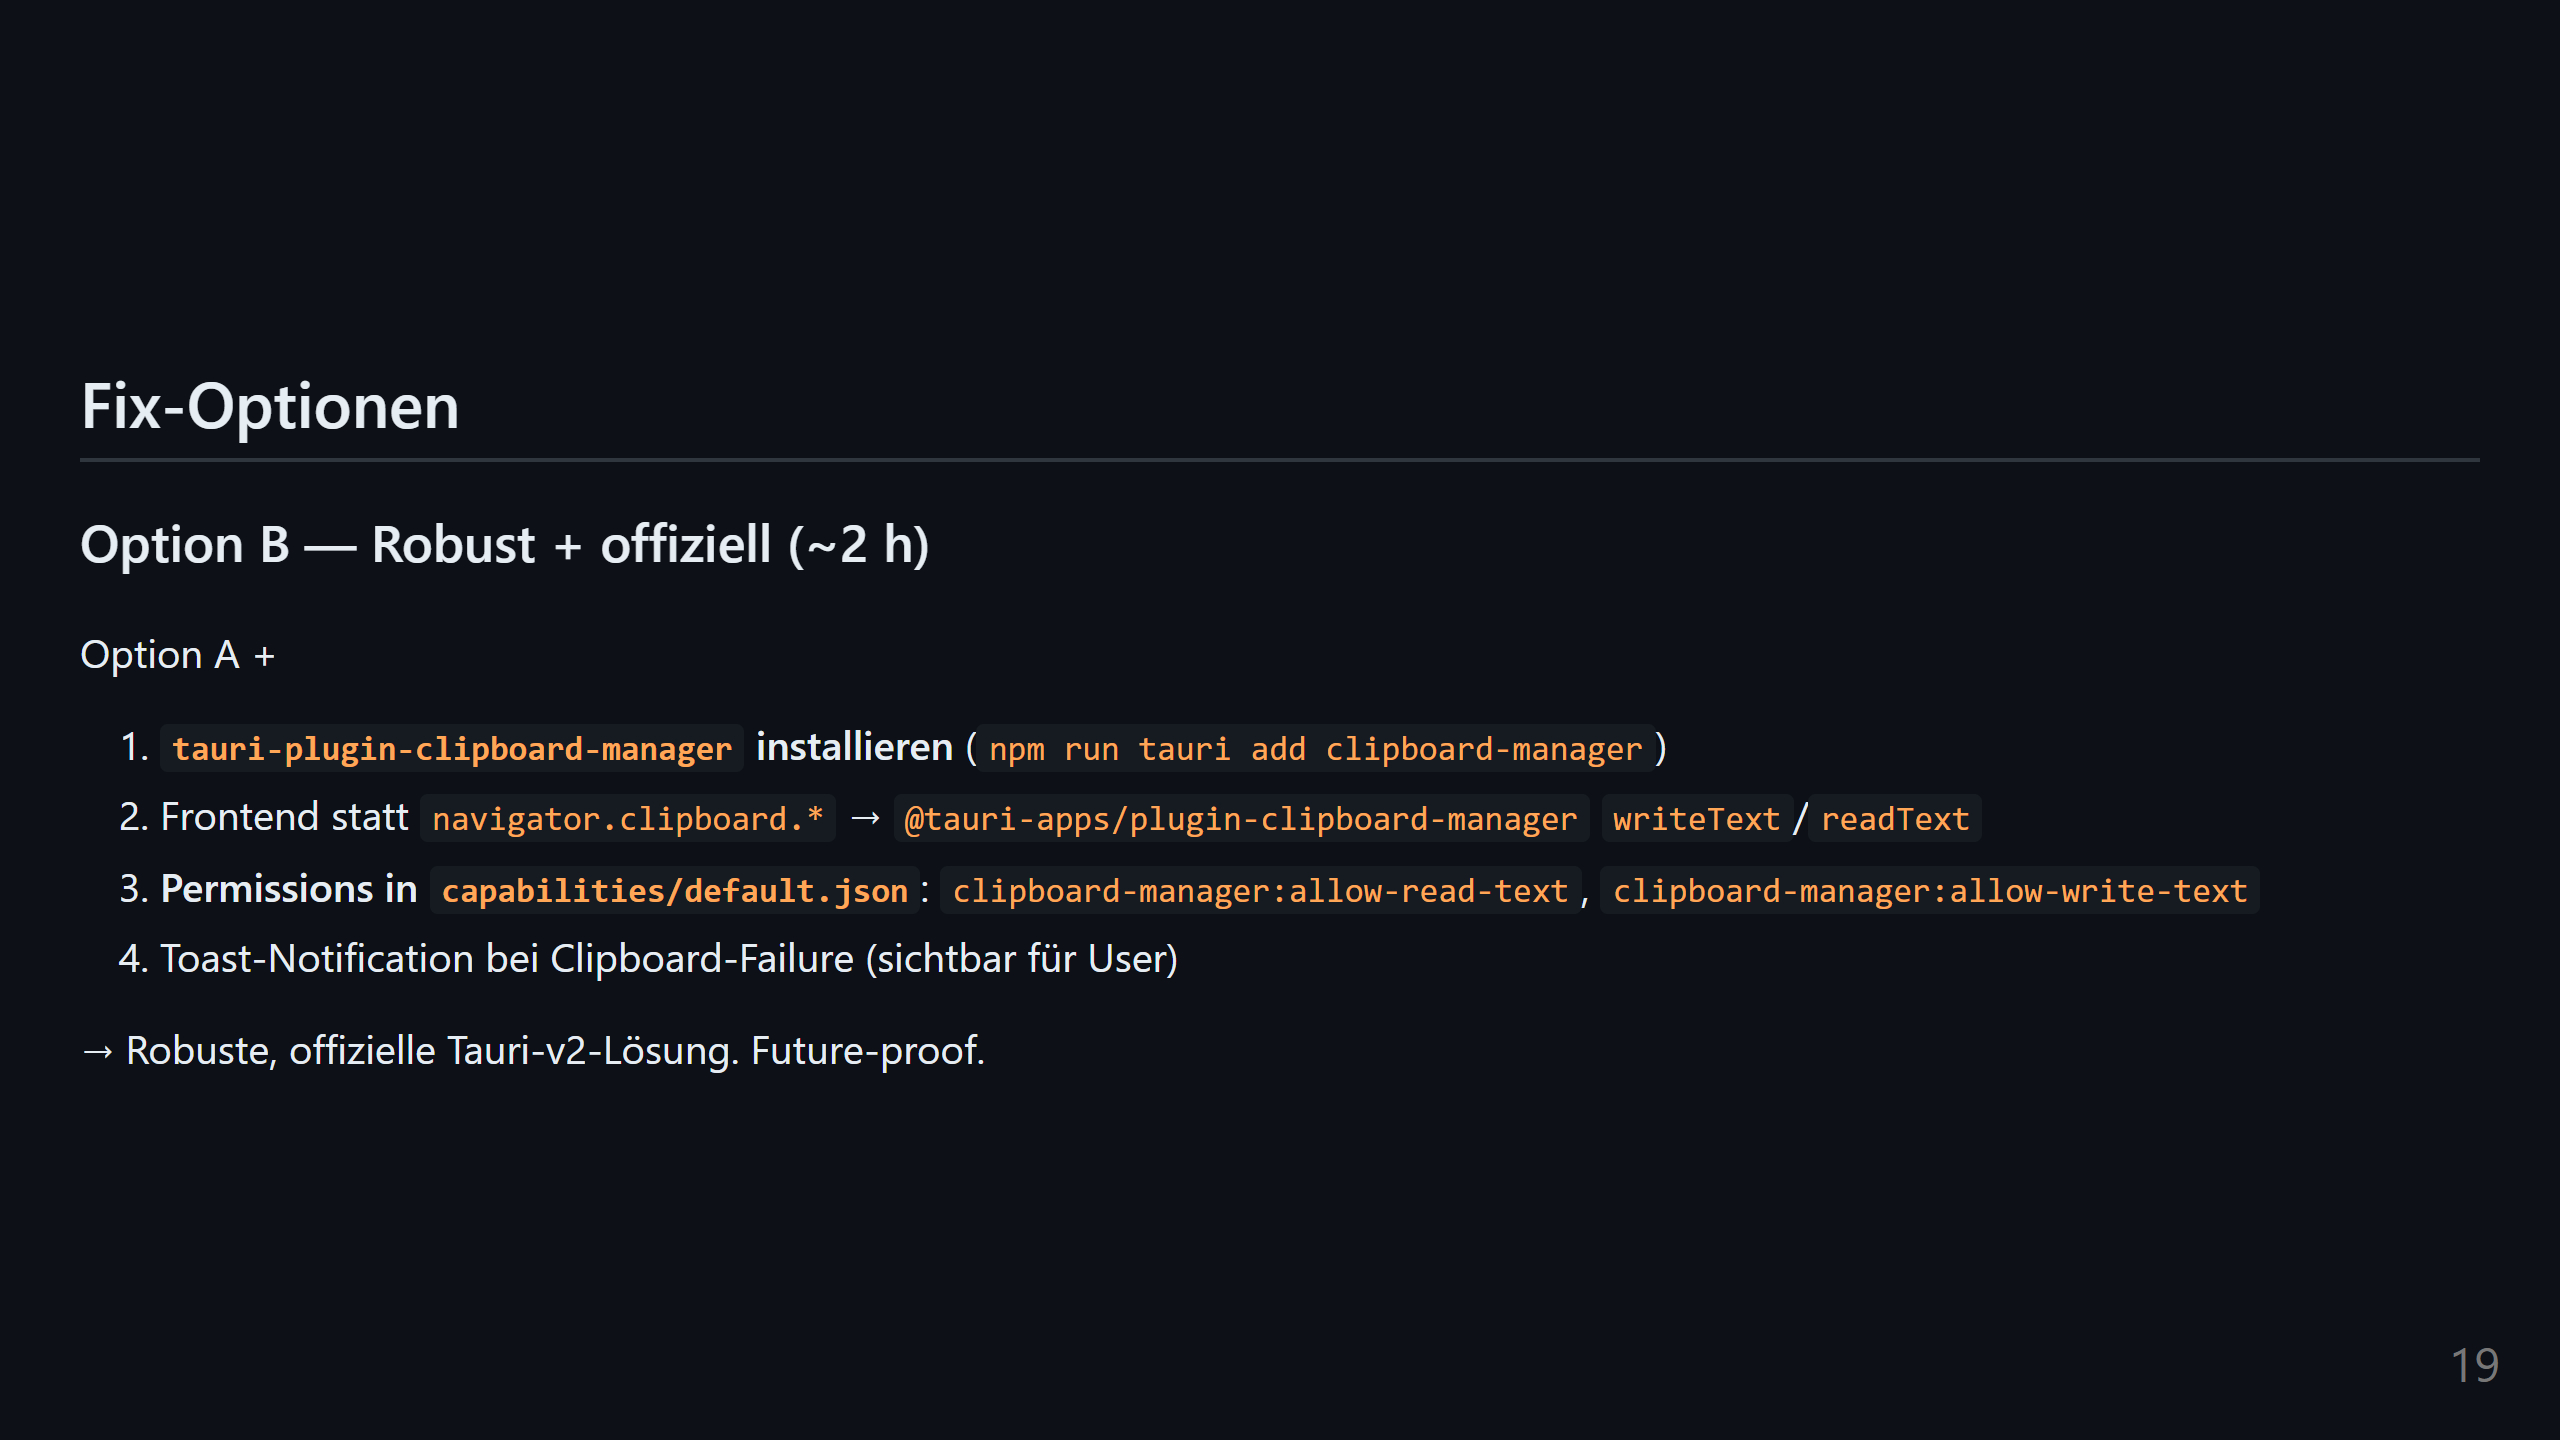 Fix-Optionen
Option B — Robust + offiziell (~2 h)
Option A +
1. tauri-plugin-clipboard-manager installieren (npm run tauri add clipboard-manager)
2. Frontend statt navigator.clipboard.* → @tauri-apps/plugin-clipboard-manager writeText/readText
3. Permissions in capabilities/default.json: clipboard-manager:allow-read-text, clipboard-manager:allow-write-text
4. Toast-Notification bei Clipboard-Failure (sichtbar für User)
→ Robuste, offizielle Tauri-v2-Lösung. Future-proof.
19